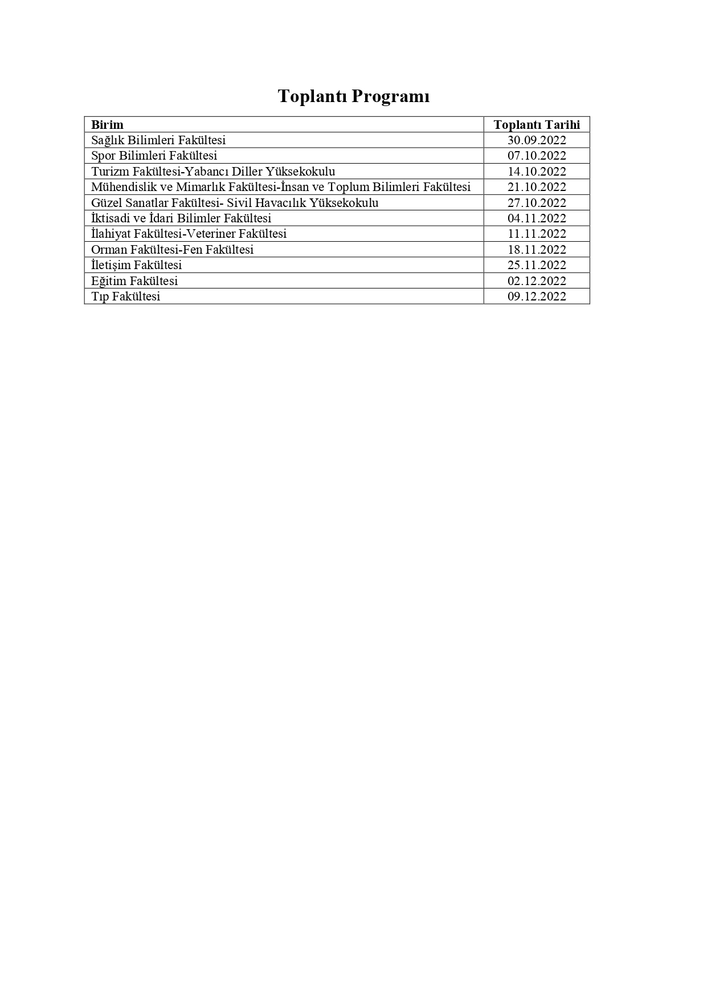 Toplantı Programı
Birim Toplantı Tarihi
Sağlık Bilimleri Fakültesi 30.09.2022
Spor Bilimleri Fakültesi 07.10.2022
Turizm Fakültesi-Yabancı Diller Yüksekokulu 14.10.2022
Mühendislik ve Mimarlık Fakültesi-İnsan ve Toplum Bilimleri Fakültesi 21.10.2022
Güzel Sanatlar Fakültesi- Sivil Havacılık Yüksekokulu 27.10.2022
İktisadi ve İdari Bilimler Fakültesi 04.11.2022
İlahiyat Fakültesi-Veteriner Fakültesi 11.11.2022
Orman Fakültesi-Fen Fakültesi 18.11.2022
İletişim Fakültesi 25.11.2022
Eğitim Fakültesi 02.12.2022
Tıp Fakültesi 09.12.2022